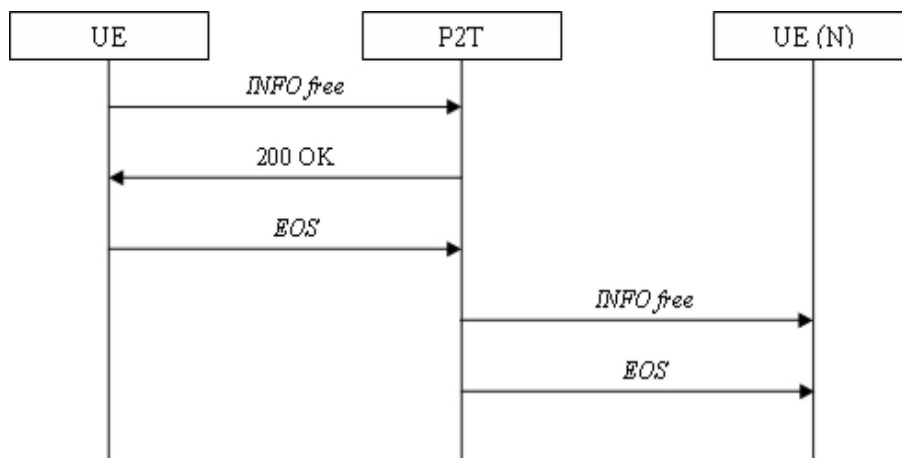 UE
P2T
UE (N)
INFO free
200 OK
EOS
INFO free
EOS